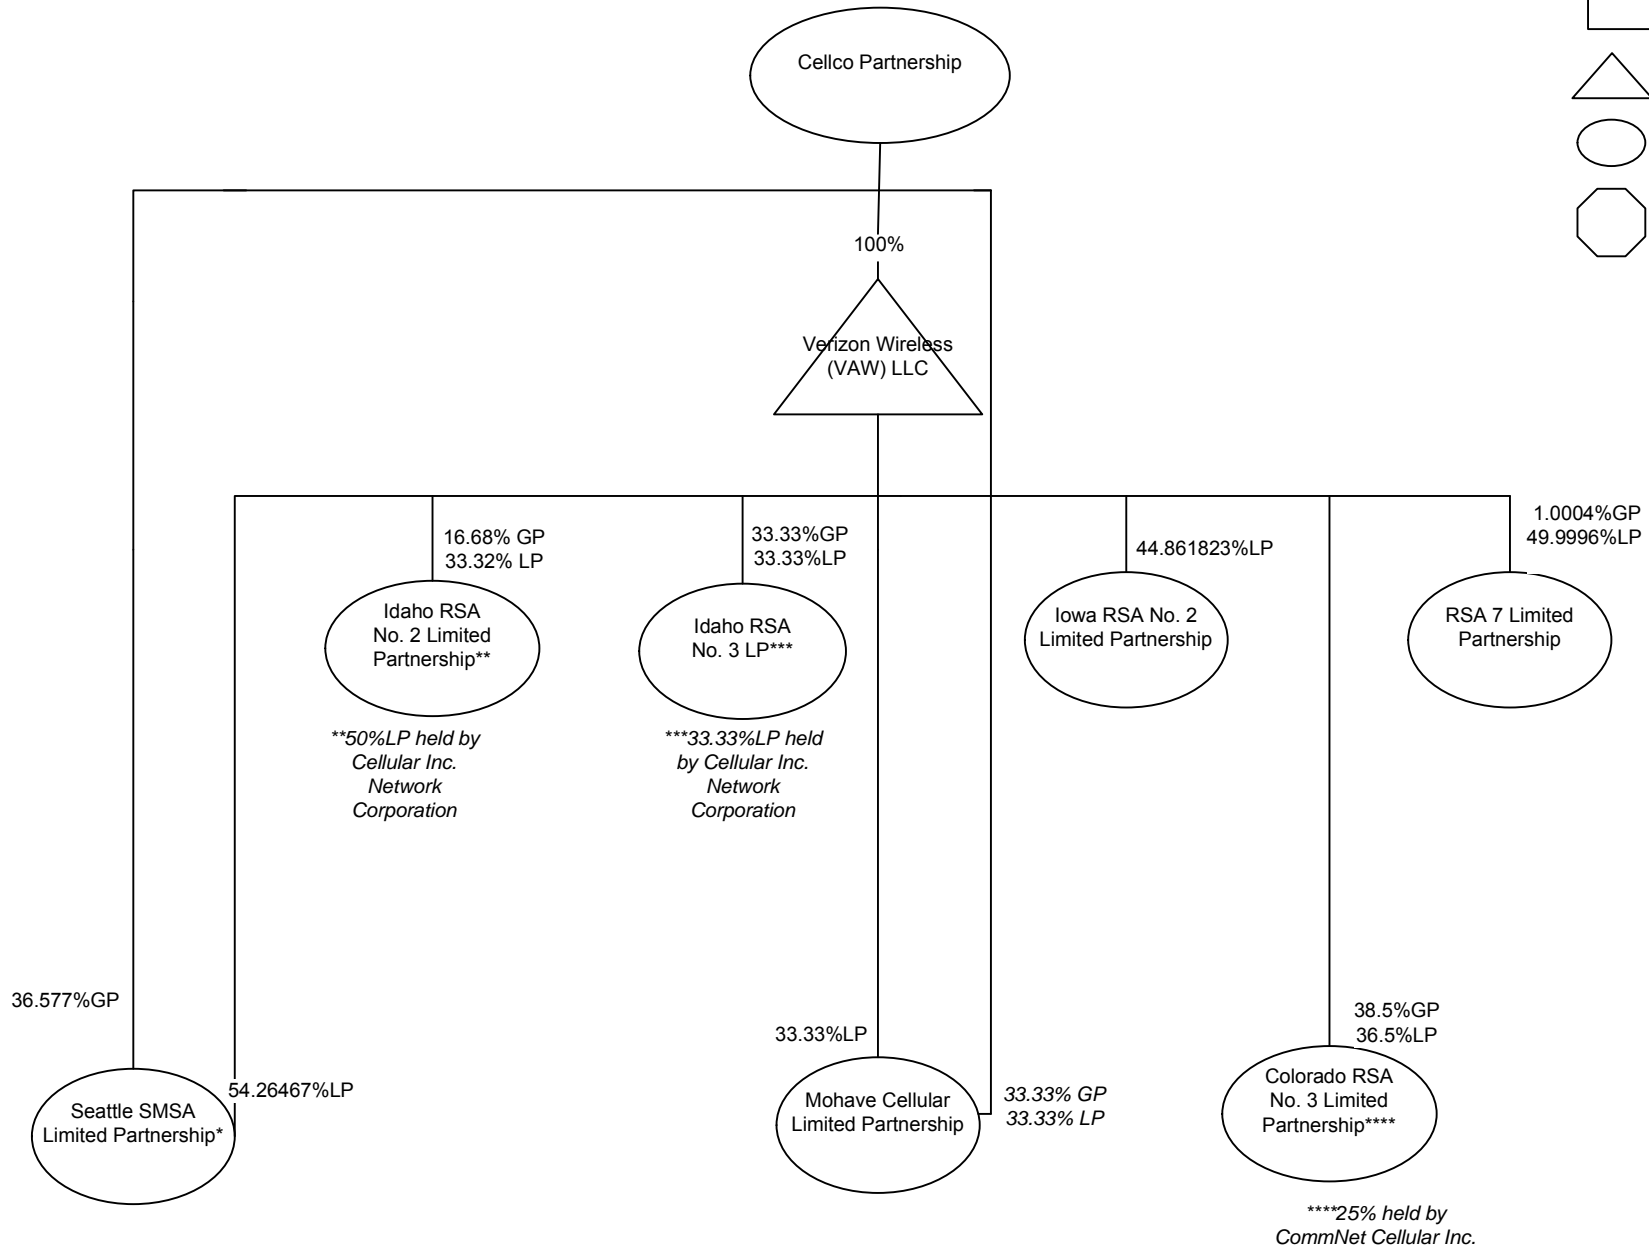 Cellco Partnership
100%
Verizon Wireless
(VAW) LLC
16.68% GP
33.32% LP
33.33%GP
33.33%LP
44.861823%LP
1.0004%GP
49.9996%LP
Idaho RSA
No. 2 Limited
Partnership**
Idaho RSA
No. 3 LP***
Iowa RSA No. 2
Limited Partnership
RSA 7 Limited
Partnership
**50%LP held by
Cellular Inc.
Network
Corporation
***33.33%LP held
by Cellular Inc.
Network
Corporation
36.577%GP
54.26467%LP
33.33%LP
33.33% GP
33.33% LP
38.5%GP
36.5%LP
Seattle SMSA
Limited Partnership*
Mohave Cellular
Limited Partnership
Colorado RSA
No. 3 Limited
Partnership****
****25% held by
CommNet Cellular Inc.